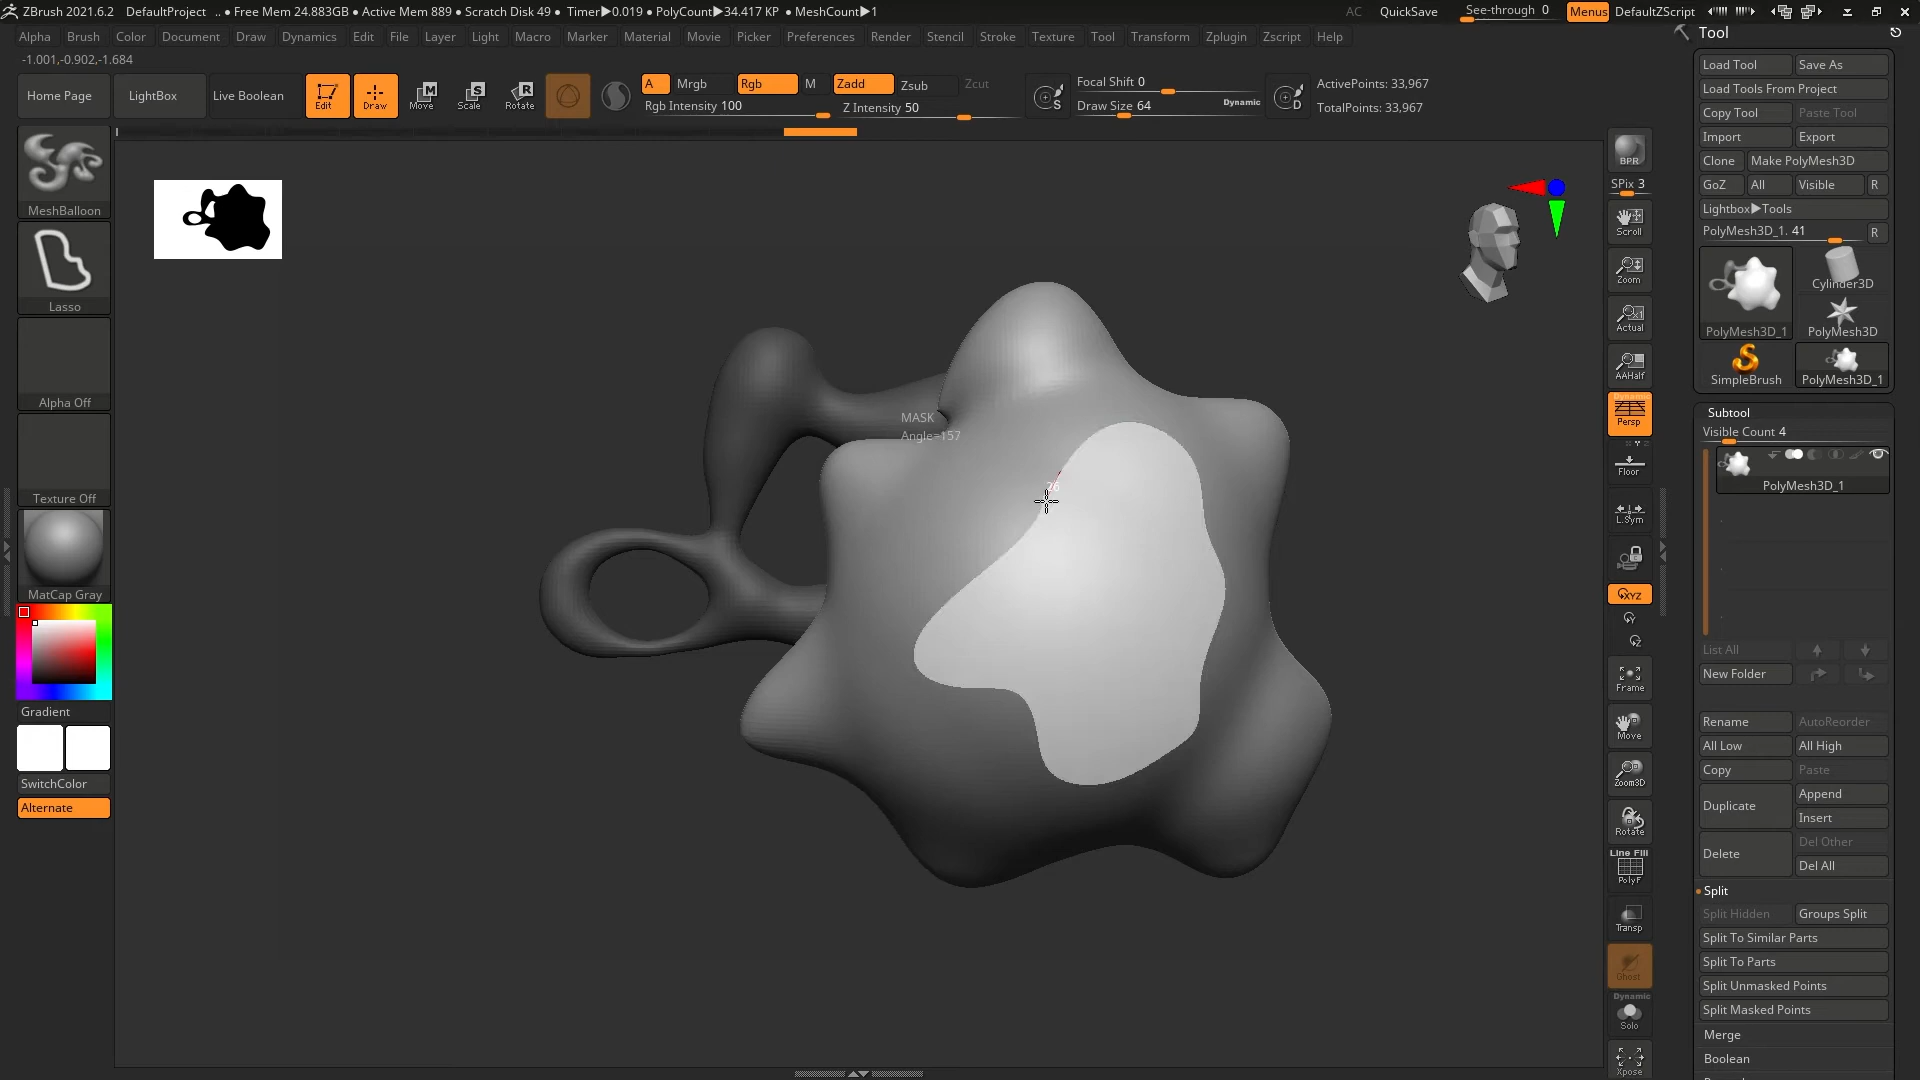 ZBrush 2021.6.2 DefaultProject .. ● Free Mem 24.883GB ● Active Mem 889 ● Scratch Disk 49 ● Timer▶0.019 ● PolyCount▶34.417 KP ● MeshCount▶1 AC QuickSave See-through 0 Menus DefaultZScript
Alpha Brush Color Document Draw Dynamics Edit File Layer Light Macro Marker Material Movie Picker Preferences Render Stencil Stroke Texture Tool Transform Zplugin Zscript Help
-1.001,-0.902,-1.684
Home Page LightBox Live Boolean Edit Draw Move Scale Rotate
A Mrgb Rgb M Zadd Zsub Zcut
Rgb Intensity 100 Z Intensity 50
S Focal Shift 0
Draw Size 64 Dynamic D
ActivePoints: 33,967
TotalPoints: 33,967
MeshBalloon
Lasso
Alpha Off
Texture Off
MatCap Gray
Gradient
SwitchColor
Alternate
MASK
Angle=157
26
BPR
SPix 3
Scroll
Zoom
Actual
AAHalf
Dynamic
Persp
Floor
L.Sym
XYZ
Y
Z
Frame
Move
Zoom3D
Rotate
Line Fill
PolyF
Transp
Ghost
Dynamic
Solo
Xpose
Tool
Load Tool Save As
Load Tools From Project
Copy Tool Paste Tool
Import Export
Clone Make PolyMesh3D
GoZ All Visible R
Lightbox▶Tools
PolyMesh3D_1. 41 R
Cylinder3D
PolyMesh3D_1 PolyMesh3D
SimpleBrush PolyMesh3D_1
Subtool
Visible Count 4
PolyMesh3D_1
List All
New Folder
Rename AutoReorder
All Low All High
Copy Paste
Duplicate Append
Insert
Delete Del Other
Del All
Split
Split Hidden Groups Split
Split To Similar Parts
Split To Parts
Split Unmasked Points
Split Masked Points
Merge
Boolean